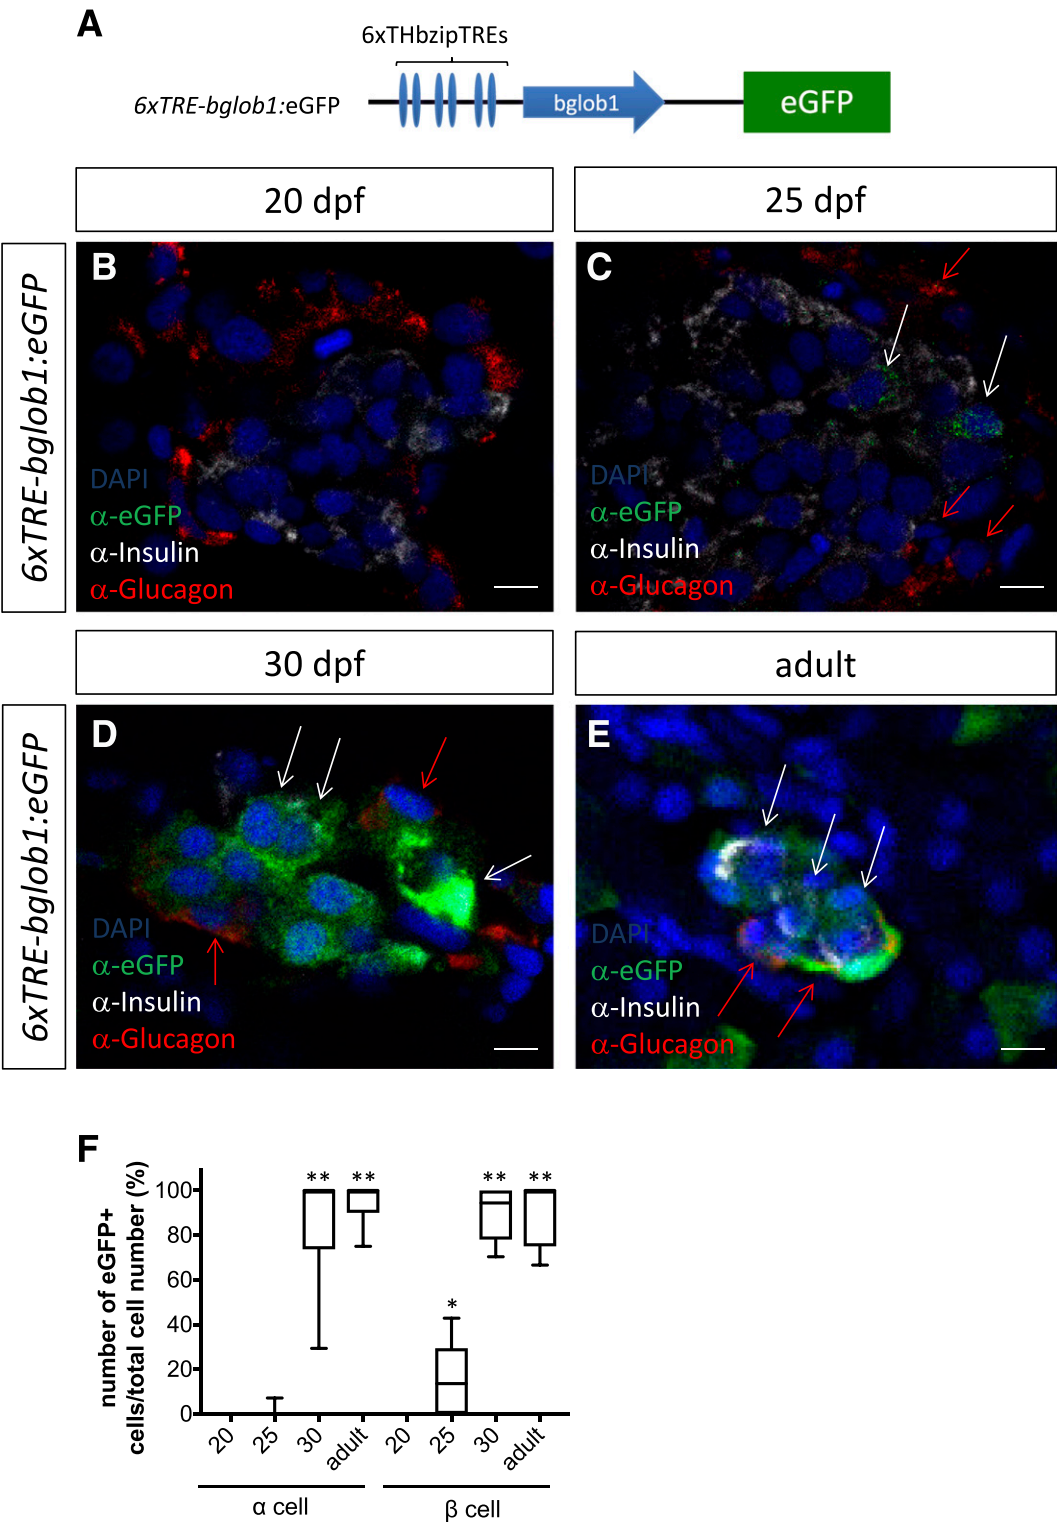 A
6xTHbzipTREs
6xTRE-bglob1:eGFP
bglob1
eGFP
20 dpf
25 dpf
6xTRE-bglob1:eGFP
B
DAPI
α-eGFP
α-Insulin
α-Glucagon
C
DAPI
α-eGFP
α-Insulin
α-Glucagon
30 dpf
adult
6xTRE-bglob1:eGFP
D
DAPI
α-eGFP
α-Insulin
α-Glucagon
E
DAPI
α-eGFP
α-Insulin
α-Glucagon
F
number of eGFP+
cells/total cell number (%)
100
80
60
40
20
0
** ** * ** **
20 25 30 adult 20 25 30 adult
α cell β cell